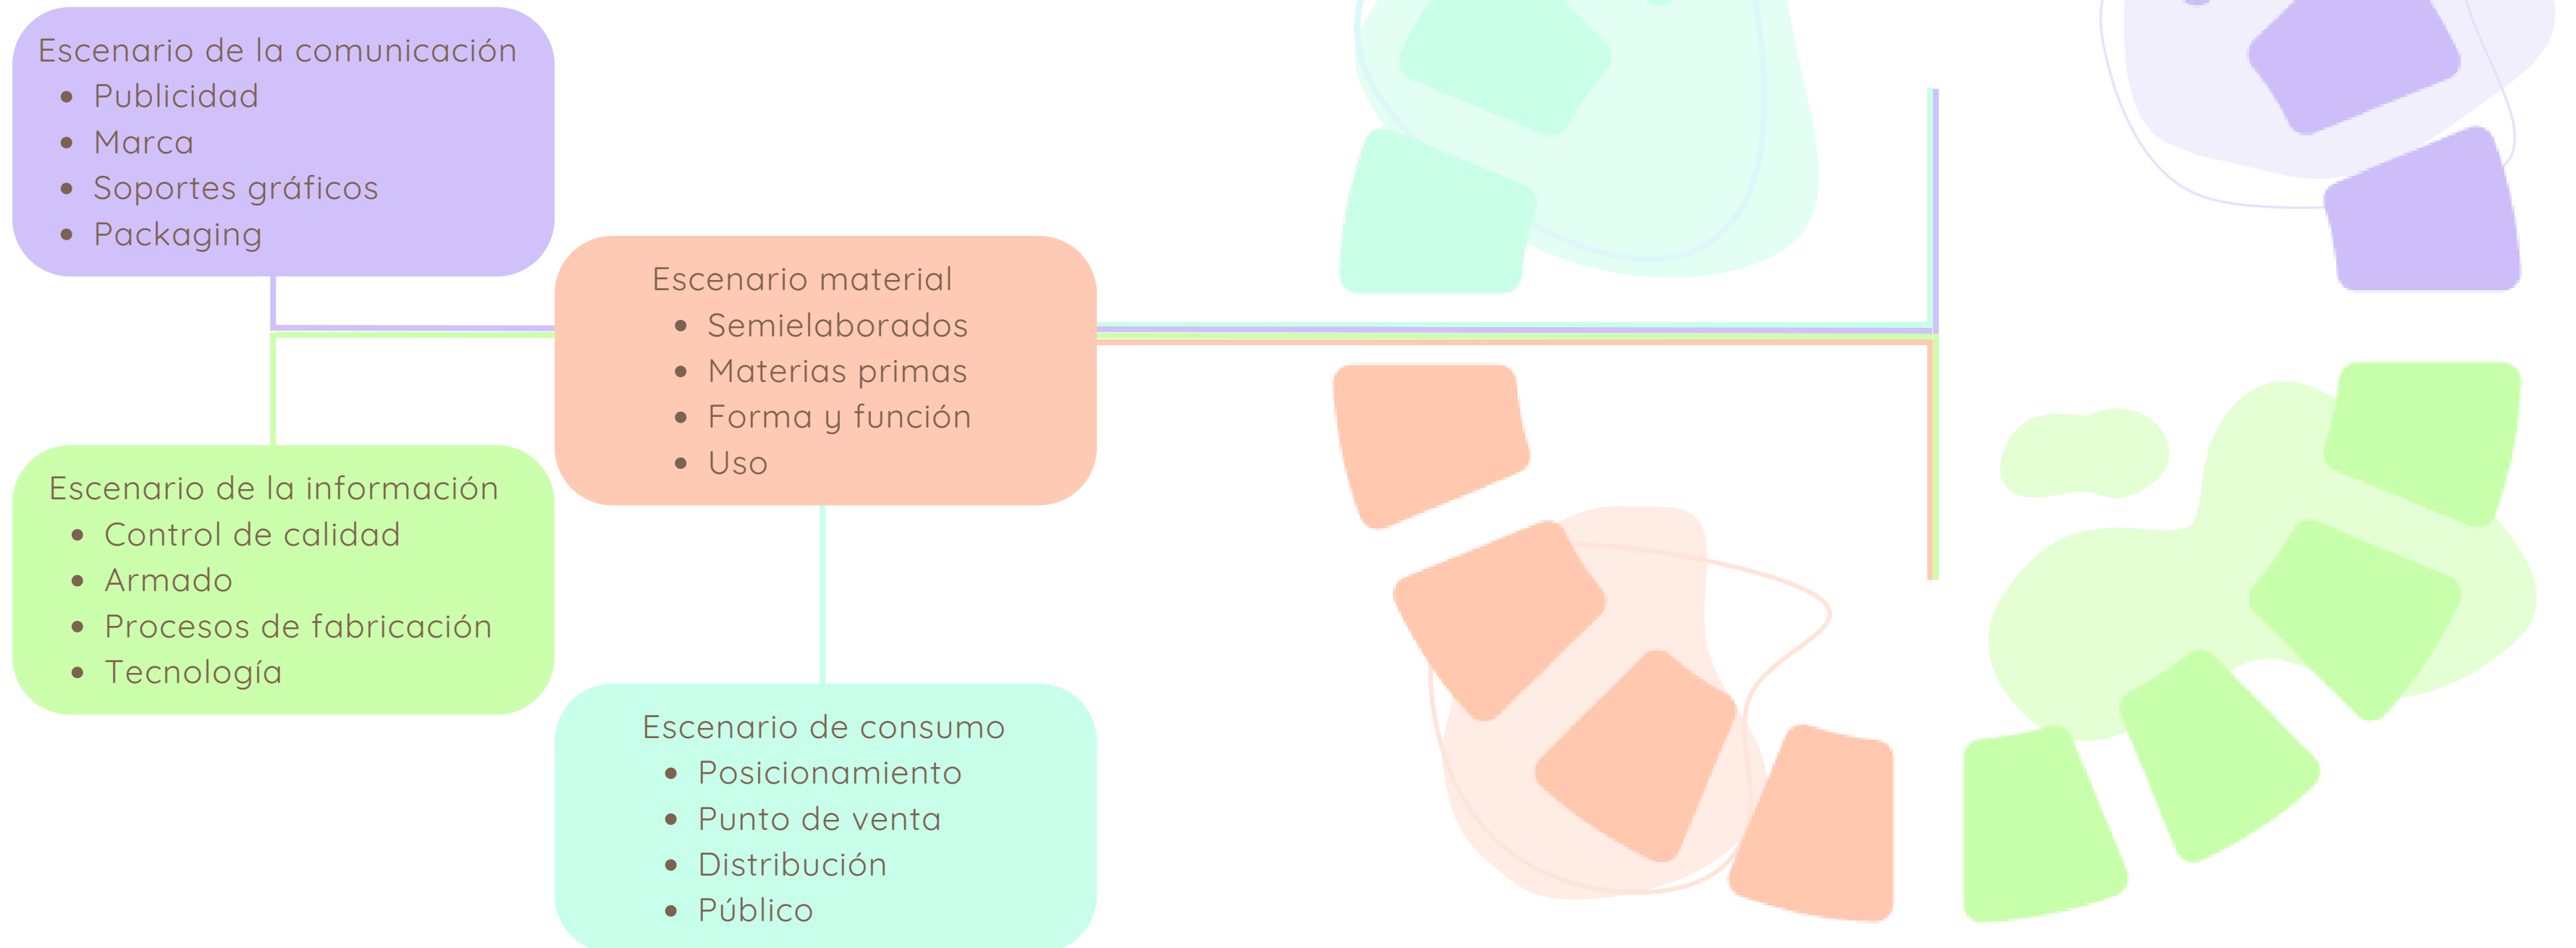 Escenario de la comunicación
• Publicidad
• Marca
• Soportes gráficos
• Packaging
Escenario material
• Semielaborados
• Materias primas
• Forma y función
• Uso
Escenario de la información
• Control de calidad
• Armado
• Procesos de fabricación
• Tecnología
Escenario de consumo
• Posicionamiento
• Punto de venta
• Distribución
• Público